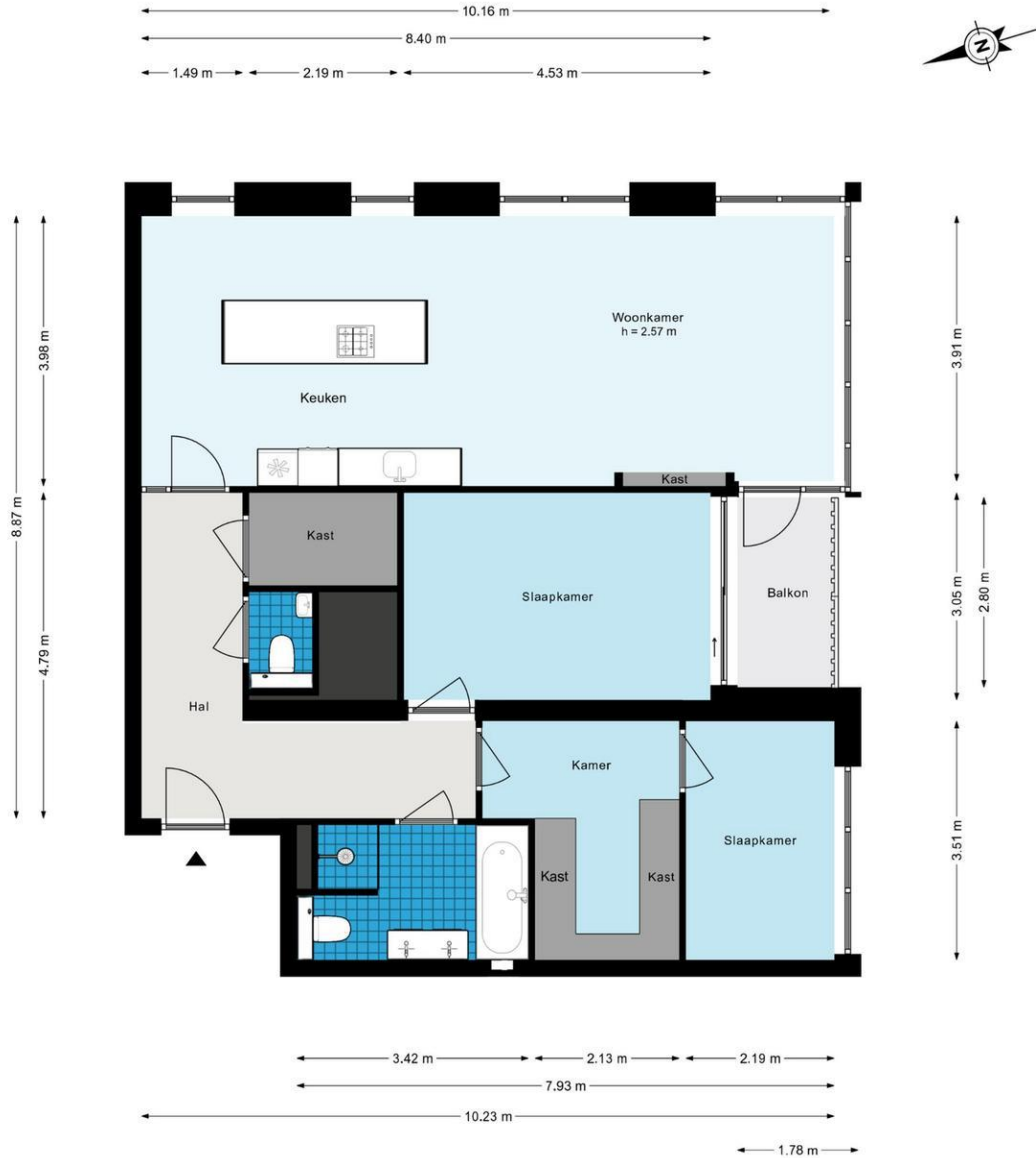 10.16 m
8.40 m
1.49 m
2.19 m
4.53 m
N
Woonkamer
h = 2.57 m
Keuken
Kast
8.87 m
3.98 m
4.79 m
3.91 m
3.05 m
2.80 m
3.51 m
Kast
Slaapkamer
Balkon
Hal
Kamer
Slaapkamer
Kast
Kast
3.42 m
2.13 m
2.19 m
7.93 m
10.23 m
1.78 m